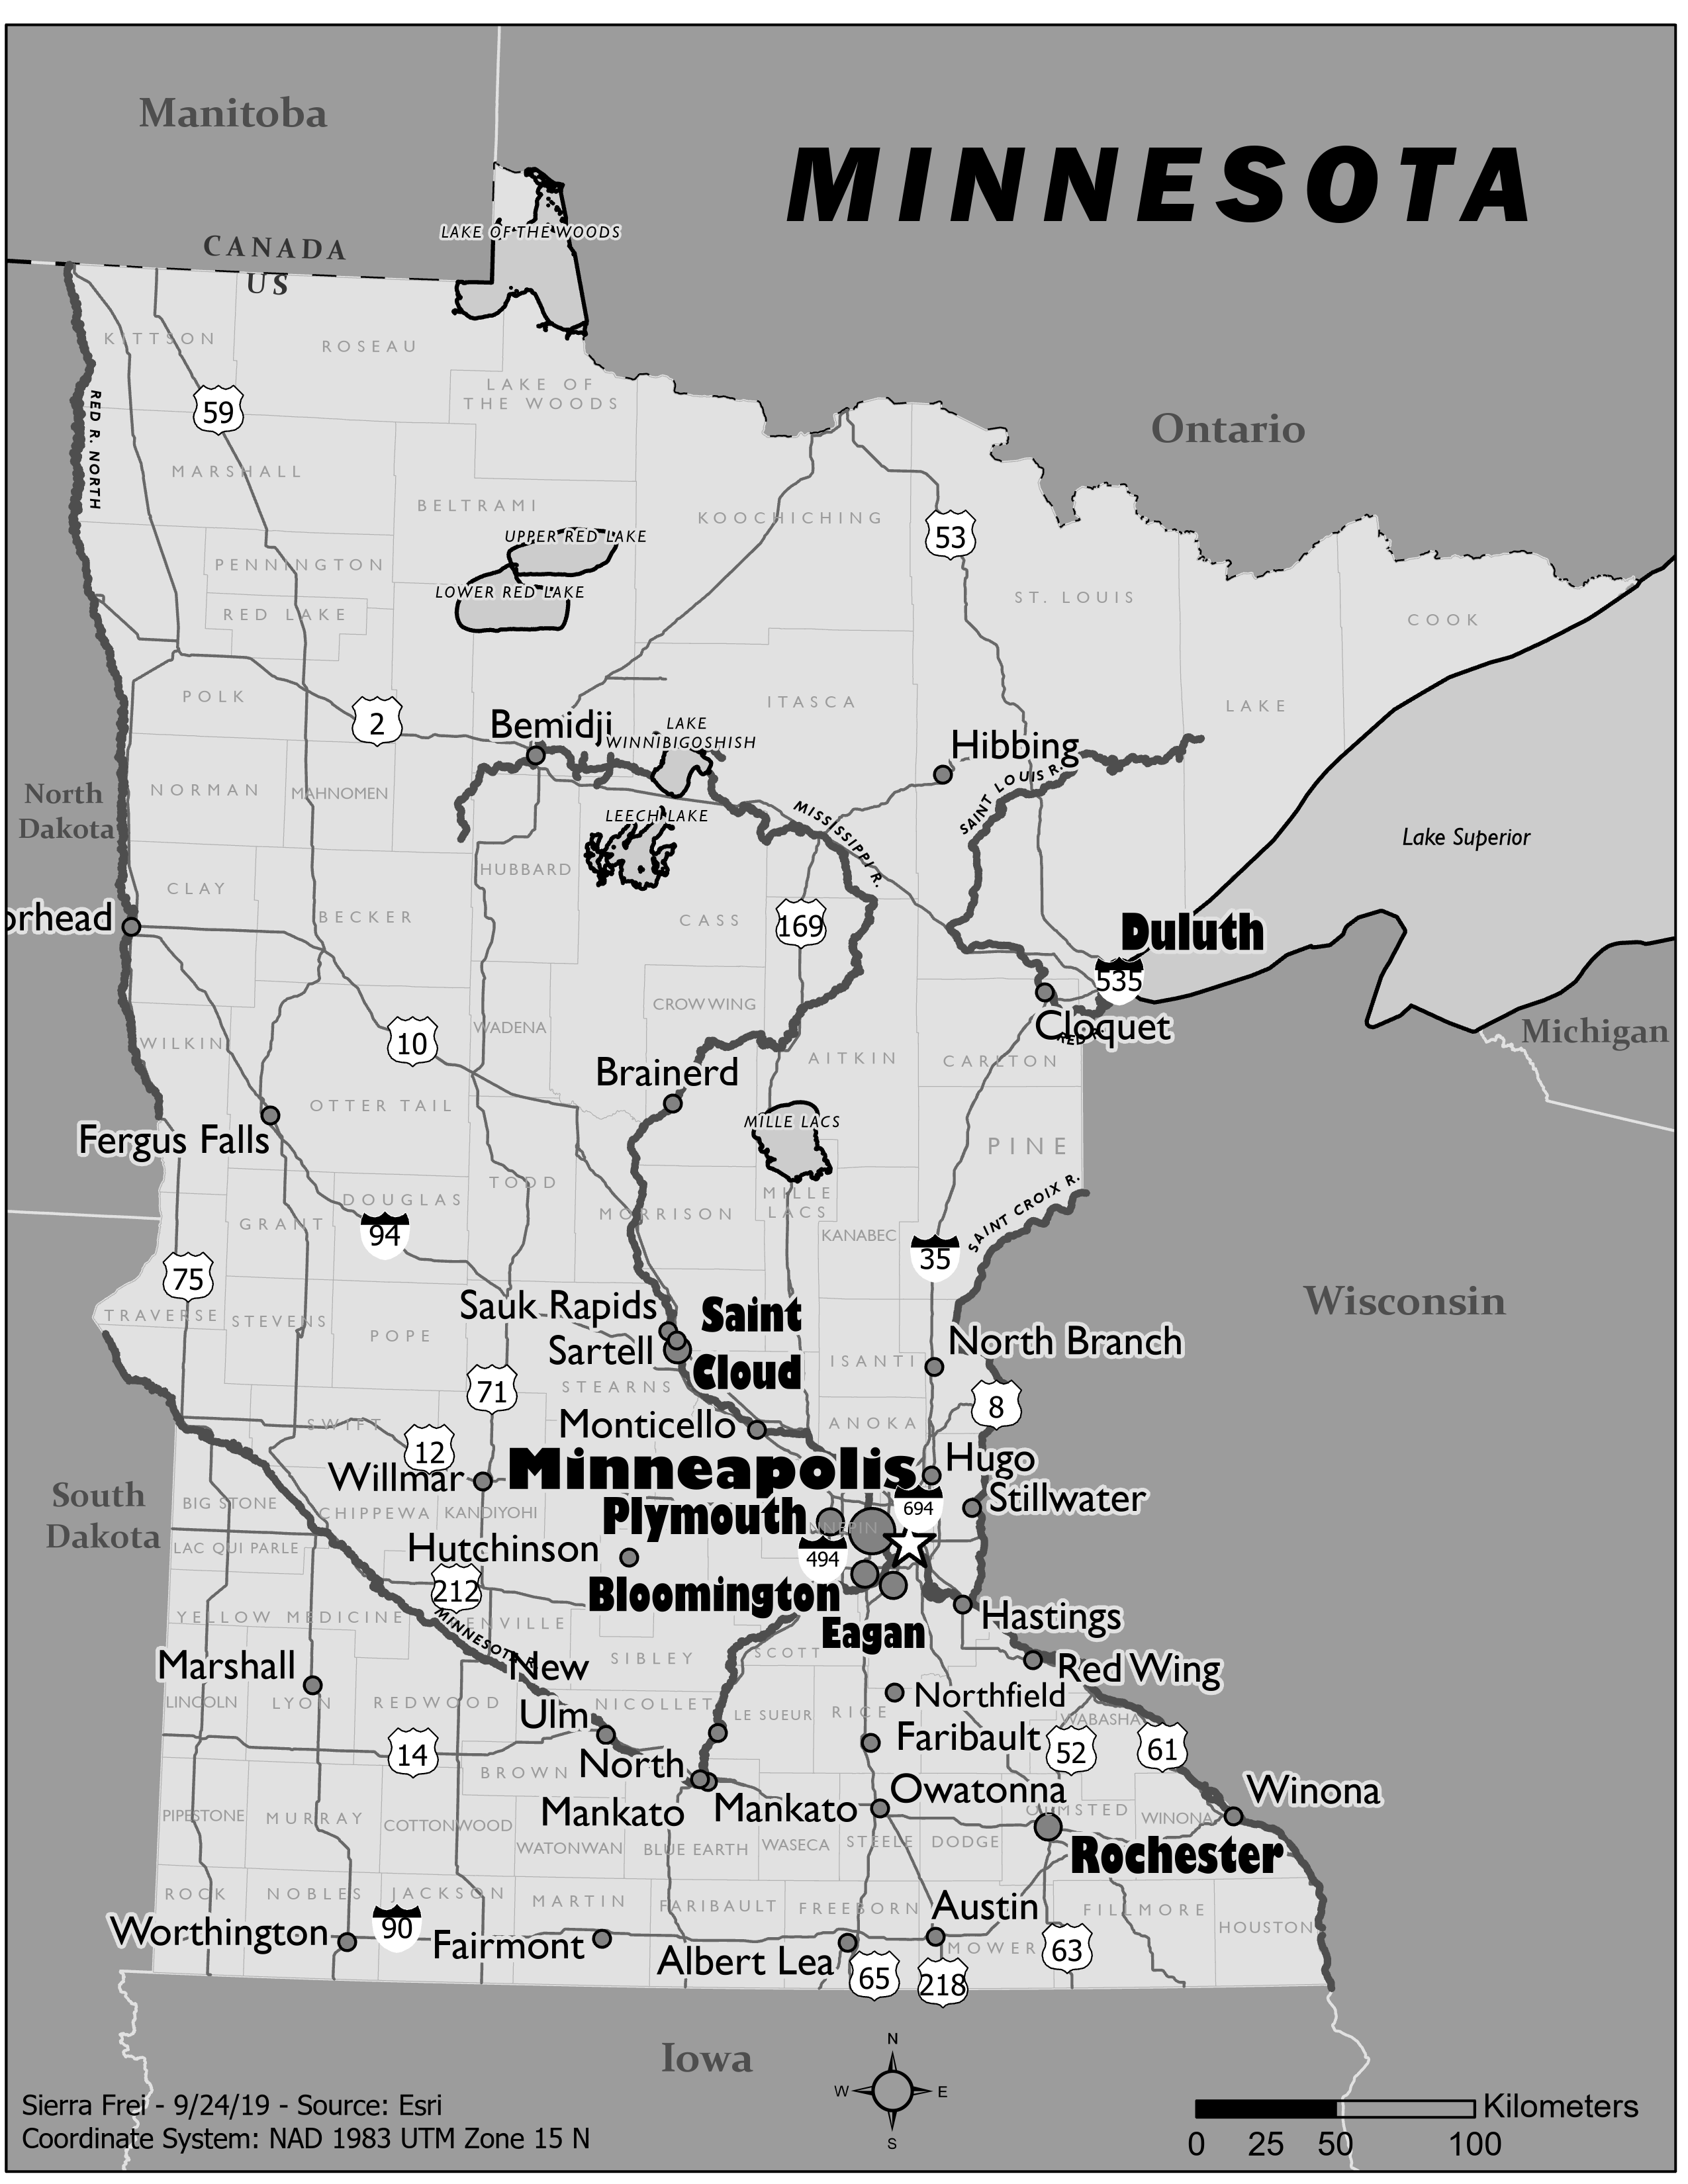 Manitoba
MINNESOTA
LAKE OF THE WOODS
CANADA
US
KITTSON
ROSEAU
LAKE OF
THE WOODS
59
RED R. NORTH
Ontario
MARSHALL
BELTRAMI
KOOCHICHING
53
UPPER RED LAKE
PENNINGTON
LOWER RED LAKE
ST. LOUIS
RED LAKE
COOK
POLK
ITASCA
LAKE
2
Bemidji
LAKE
WINNIBIGOSHISH
Hibbing
SAINT LOUIS R.
North
Dakota
NORMAN
MAHNOMEN
LEECH LAKE
MISSISSIPPI R.
Lake Superior
HUBBARD
CLAY
BECKER
CASS
169
orhead
Duluth
535
CROW WING
WADENA
Cloquet
RED R.
Michigan
WILKIN
10
AITKIN
CARLTON
Brainerd
OTTER TAIL
MILLE LACS
Fergus Falls
PINE
TODD
DOUGLAS
MILLE
LACS
MORRISON
GRANT
94
KANABEC
SAINT CROIX R.
35
75
Wisconsin
TRAVERSE
STEVENS
POPE
Sauk Rapids
Saint
Cloud
Sartell
North Branch
ISANTI
STEARNS
71
8
SWIFT
12
Monticello
ANOKA
Minneapolis
Hugo
Willmar
South
Dakota
BIG STONE
CHIPPEWA
KANDIYOHI
Plymouth
694
Stillwater
NNEPIN
LAC QUI PARLE
Hutchinson
494
212
Bloomington
YELLOW MEDICINE
ENVILLE
MINNESOTA R.
Eagan
Hastings
SCOTT
SIBLEY
Marshall
New
Ulm
Red Wing
LINCOLN
LYON
REDWOOD
NICOLLET
LE SUEUR
RICE
Northfield
WABASHA
Faribault
14
52
61
BROWN
North
Mankato
Mankato
Owatonna
Winona
PIPESTONE
MURRAY
COTTONWOOD
OLMSTED
WINONA
WATONWAN
BLUE EARTH
WASECA
STEELE
DODGE
Rochester
ROCK
NOBLES
JACKSON
MARTIN
FARIBAULT
FREEBORN
Austin
FILLMORE
HOUSTON
Worthington
90
Fairmont
Albert Lea
MOWER
63
65
218
Iowa
N
W
E
S
Sierra Frei - 9/24/19 - Source: Esri
Coordinate System: NAD 1983 UTM Zone 15 N
Kilometers
0 25 50 100